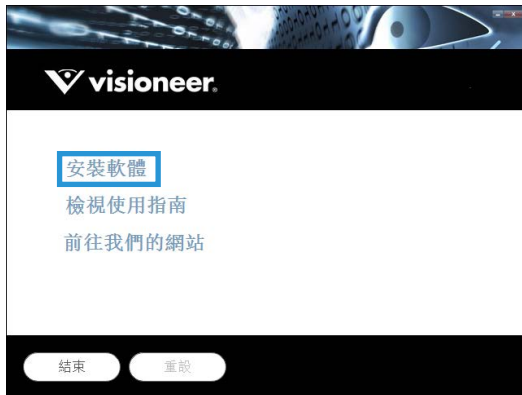 visioneer®
安裝軟體
檢視使用指南
前往我們的網站
結束
重設